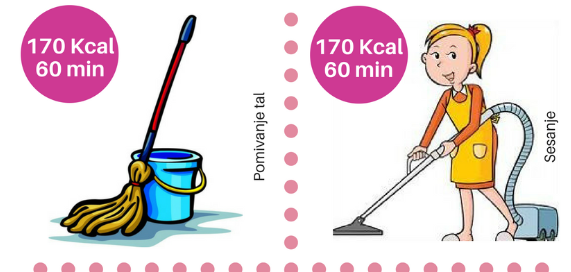 170 Kcal
60 min
Pomivanje tal
170 Kcal
60 min
Sesanje